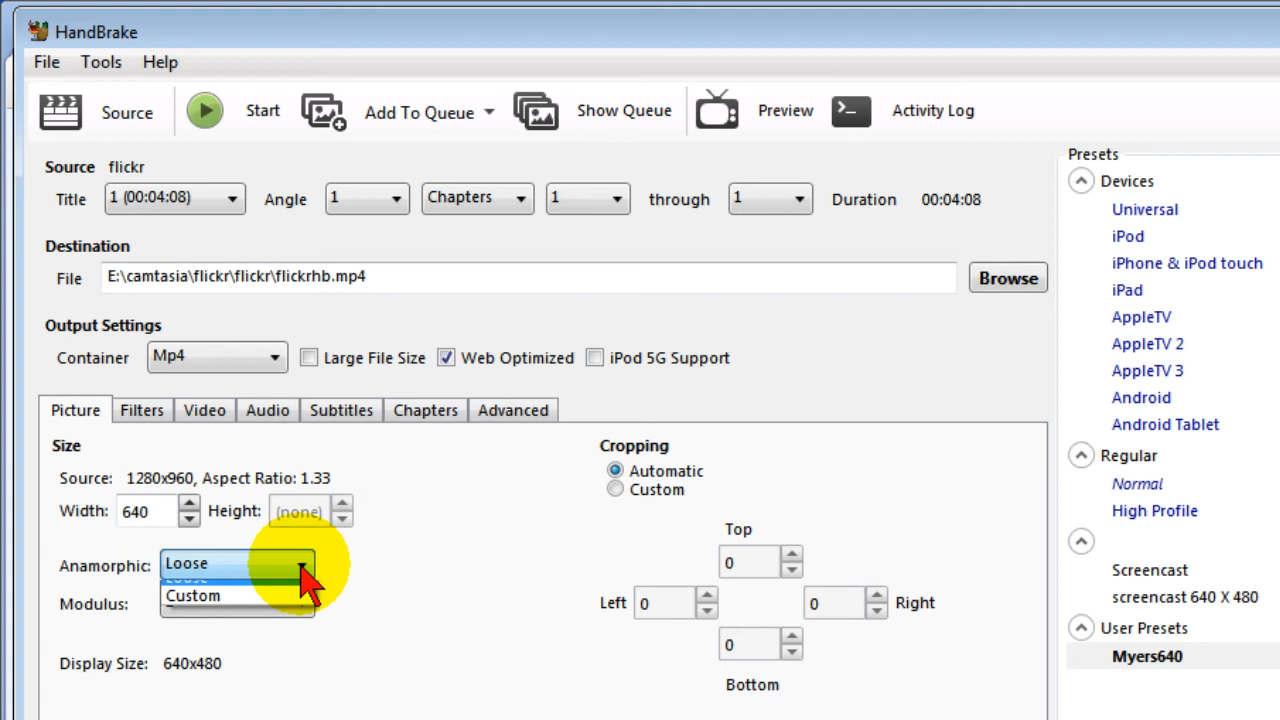 HandBrake
File Tools Help
Source Start Add To Queue Show Queue Preview Activity Log
Source flickr
Title 1 (00:04:08) Angle 1 Chapters 1 through 1 Duration 00:04:08
Destination
File E:\camtasia\flickr\flickr\flickrhb.mp4 Browse
Output Settings
Container Mp4 Large File Size Web Optimized iPod 5G Support
Picture Filters Video Audio Subtitles Chapters Advanced
Size
Source: 1280x960, Aspect Ratio: 1.33
Width: 640 Height: (none)
Anamorphic: Loose
Loose
Custom
Modulus:
Display Size: 640x480
Cropping
Automatic
Custom
Top
0
Left 0 0 Right
0
Bottom
Presets
Devices
Universal
iPod
iPhone & iPod touch
iPad
AppleTV
AppleTV 2
AppleTV 3
Android
Android Tablet
Regular
Normal
High Profile
Screencast
screencast 640 X 480
User Presets
Myers640